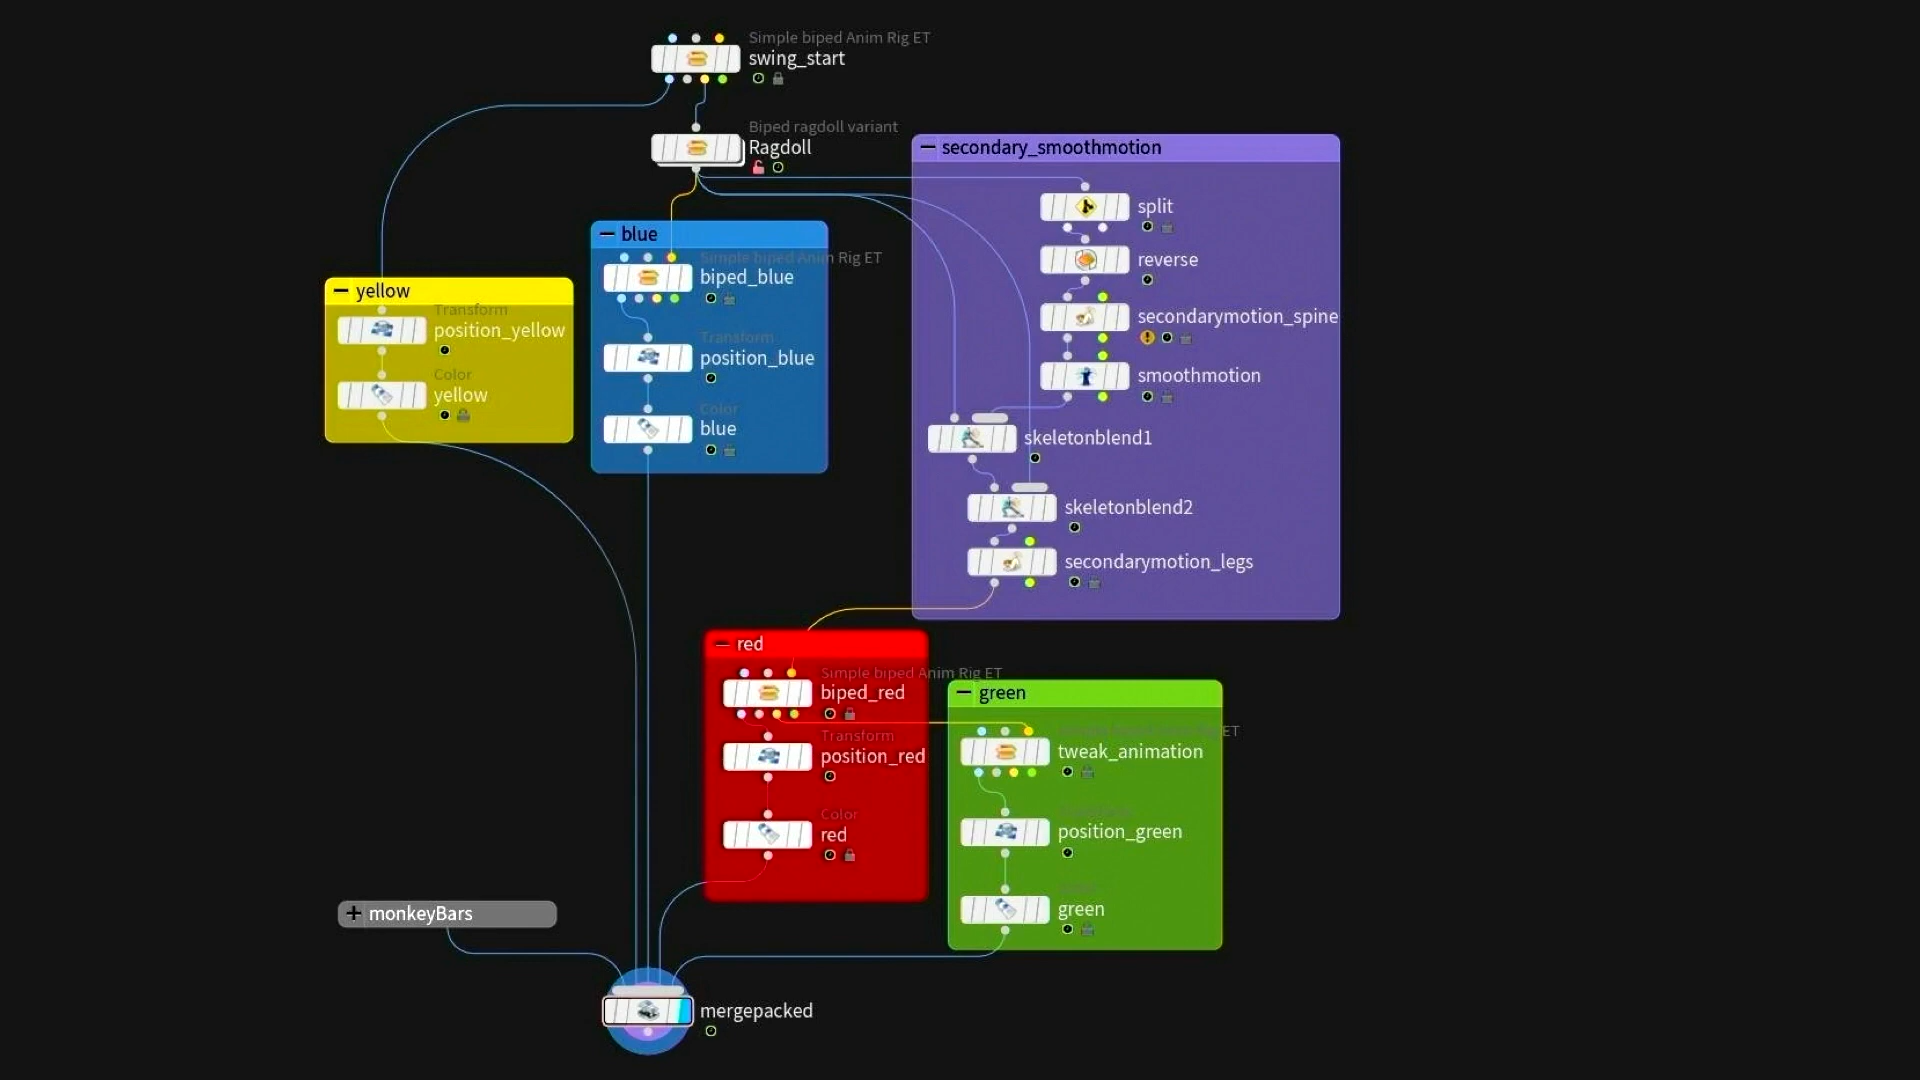 Simple biped Anim Rig ET
swing_start
Biped ragdoll variant
Ragdoll
secondary_smoothmotion
split
reverse
secondarymotion_spine
smoothmotion
skeletonblend1
skeletonblend2
secondarymotion_legs
blue
Simple biped Anim Rig ET
biped_blue
Transform
position_blue
Color
blue
yellow
Transform
position_yellow
Color
yellow
red
Simple biped Anim Rig ET
biped_red
Transform
position_red
Color
red
green
Rig ET
tweak_animation
position_green
green
monkeyBars
mergepacked